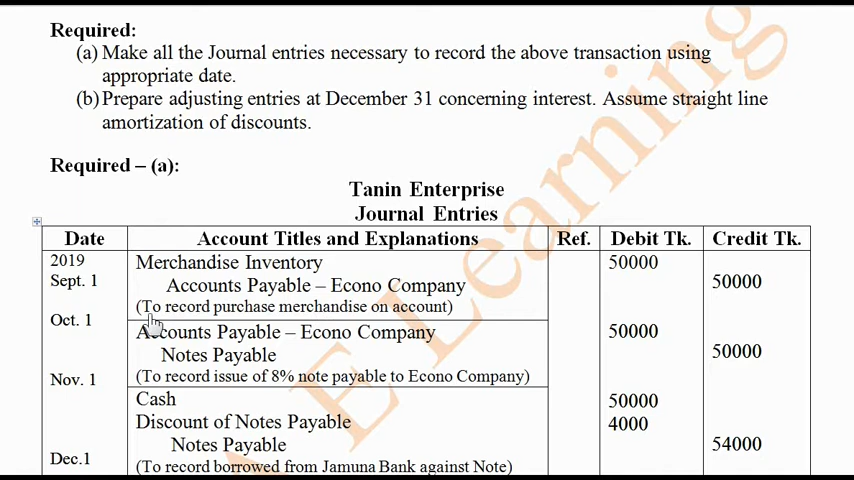 Required:
(a) Make all the Journal entries necessary to record the above transaction using
appropriate date.
(b) Prepare adjusting entries at December 31 concerning interest. Assume straight line
amortization of discounts.
Required – (a):
Tanin Enterprise
Journal Entries
Date Account Titles and Explanations Ref. Debit Tk. Credit Tk.
2019 Merchandise Inventory 50000
Sept. 1 Accounts Payable – Econo Company 50000
(To record purchase merchandise on account)
Oct. 1 Accounts Payable – Econo Company 50000
Notes Payable 50000
Nov. 1 (To record issue of 8% note payable to Econo Company)
Cash 50000
Discount of Notes Payable 4000
Notes Payable 54000
Dec.1 (To record borrowed from Jamuna Bank against Note)
A E Learning